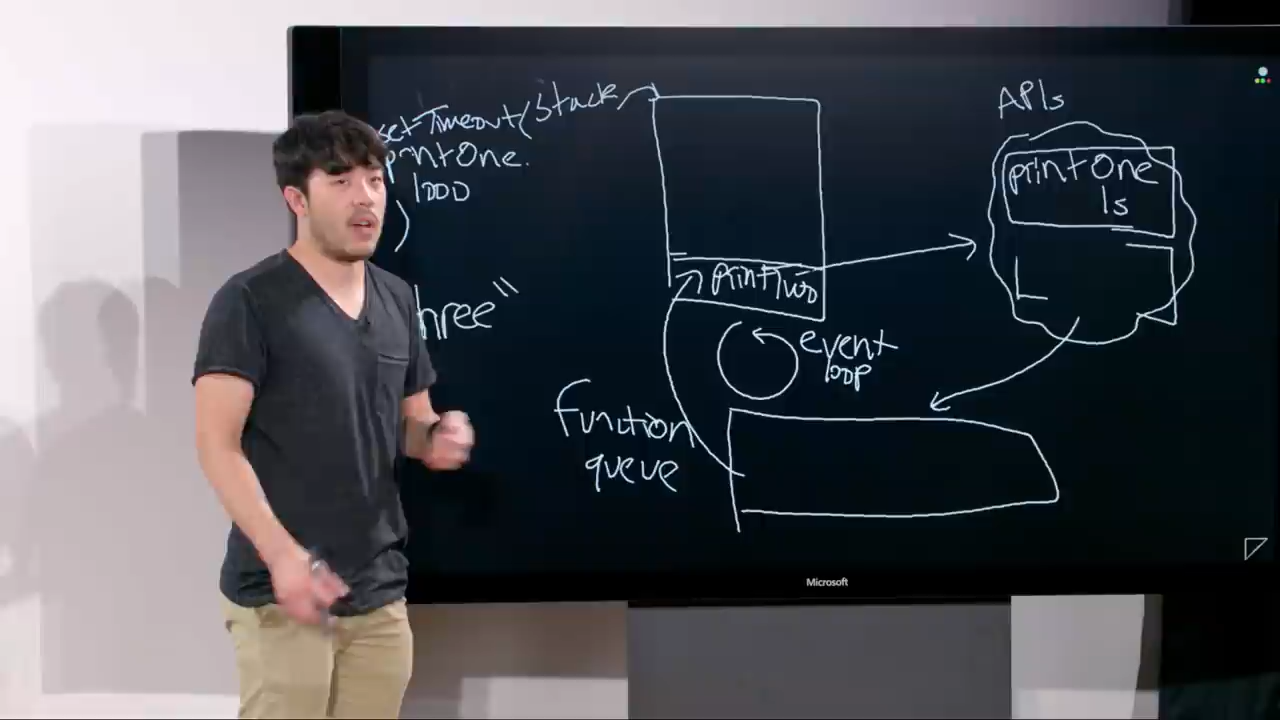 setTimeout(
printOne.
1000
)
hree"
Stack
printTwo
event
loop
function
queue
APIs
printOne
1s
Microsoft